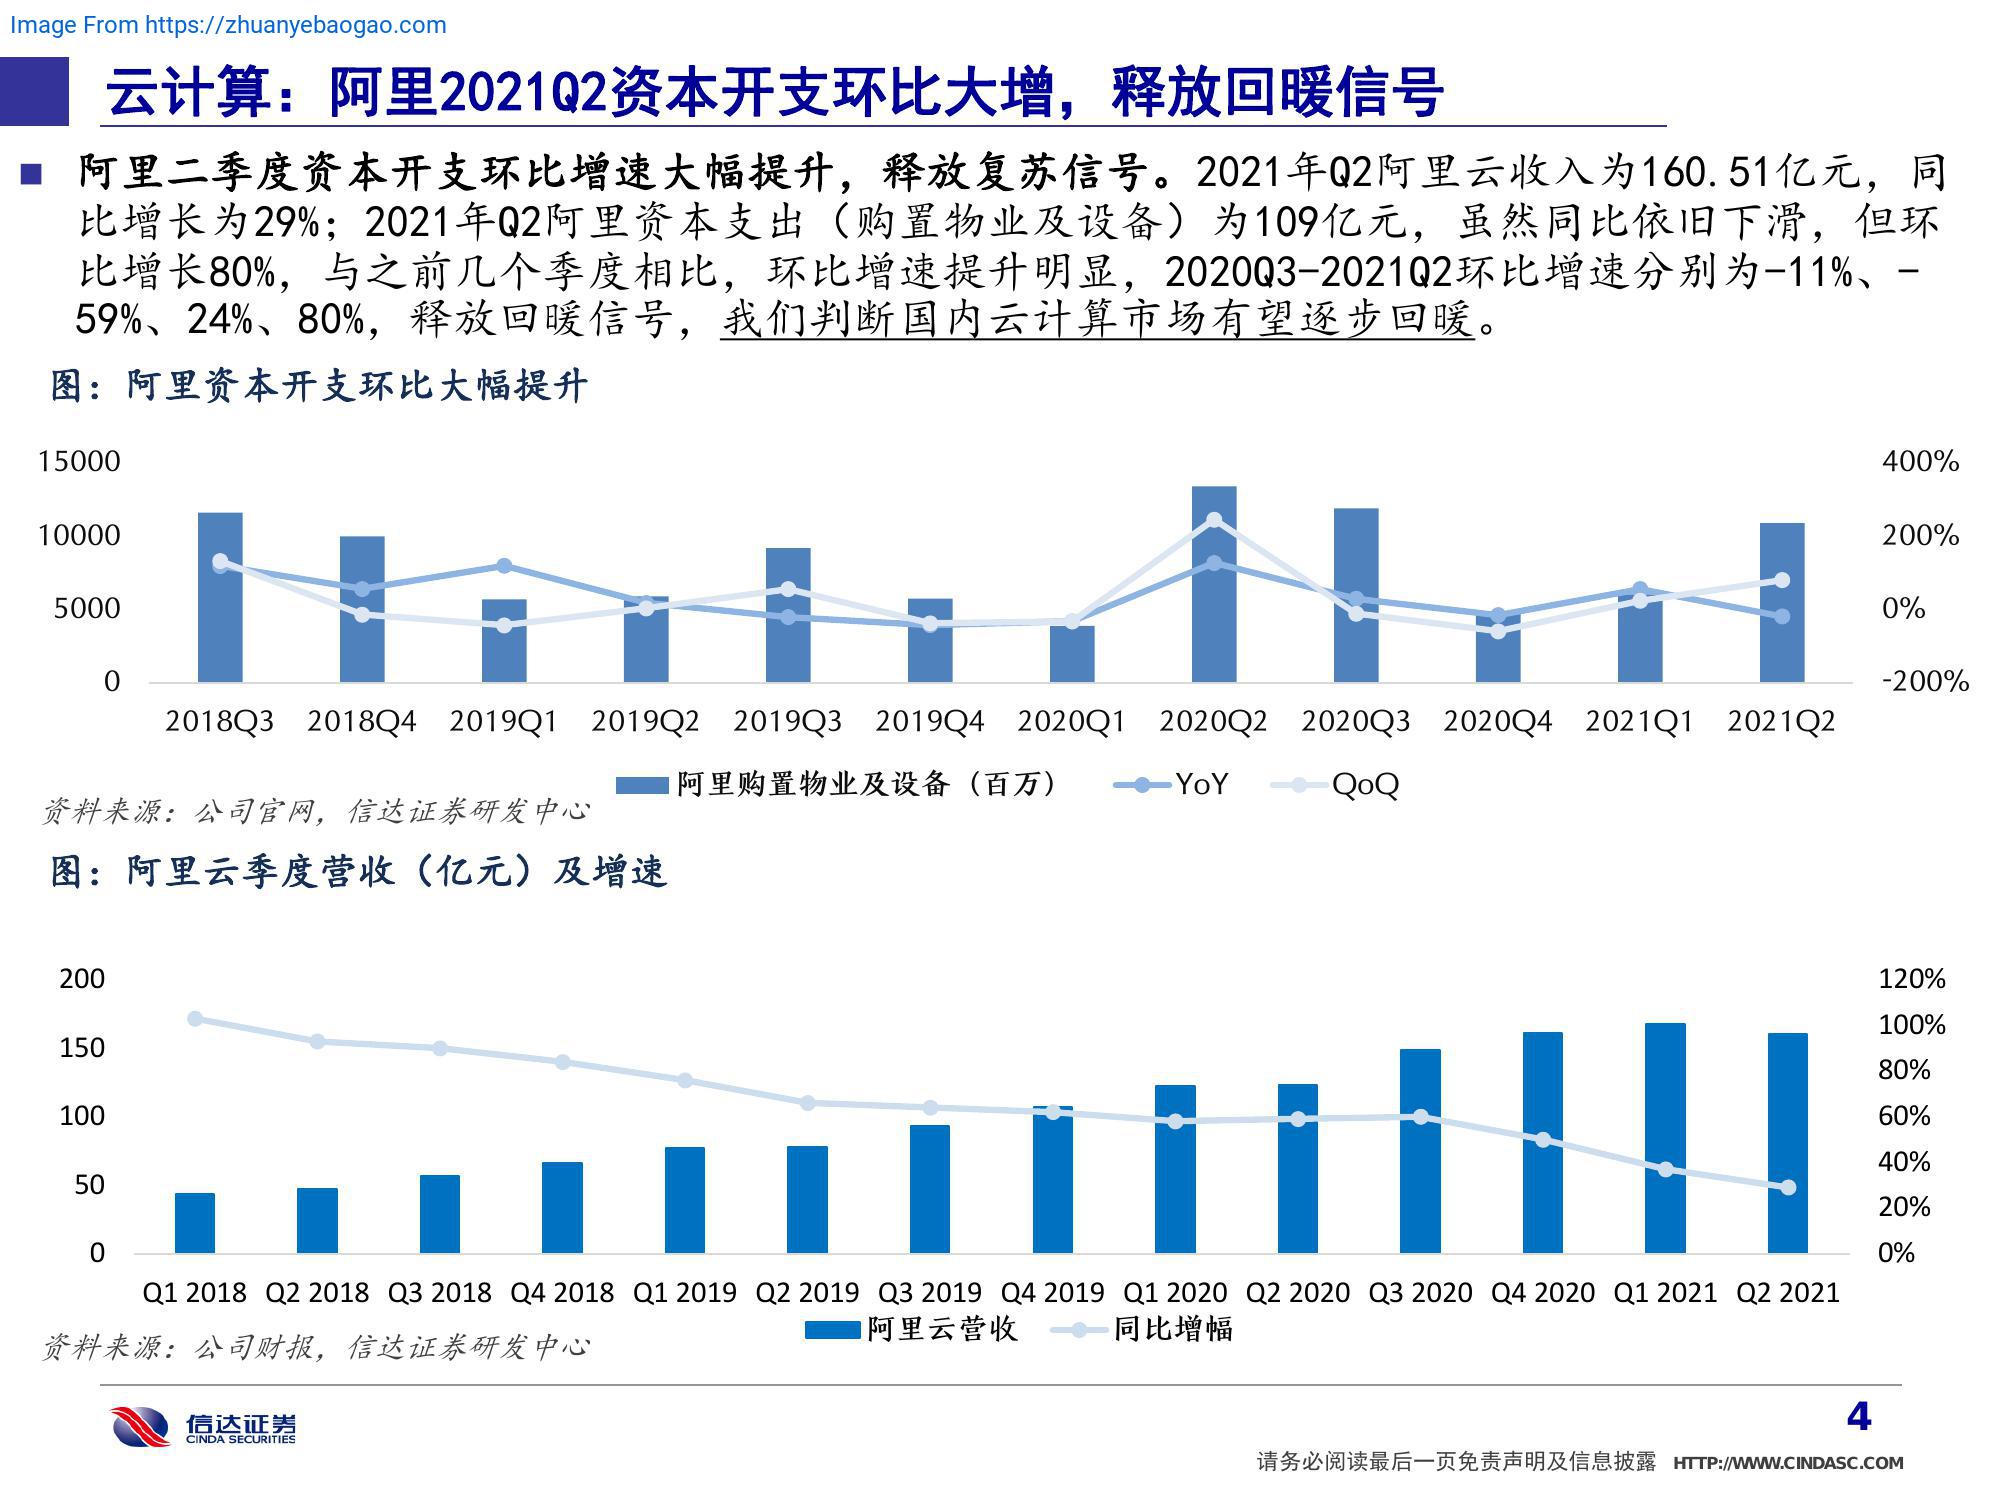 Image From https://zhuanyebaogao.com
云计算：阿里2021Q2资本开支环比大增，释放回暖信号
阿里二季度资本开支环比增速大幅提升，释放复苏信号。2021年Q2阿里云收入为160.51亿元，同
比增长为29%；2021年Q2阿里资本支出（购置物业及设备）为109亿元，虽然同比依旧下滑，但环
比增长80%，与之前几个季度相比，环比增速提升明显，2020Q3-2021Q2环比增速分别为-11%、-
59%、24%、80%，释放回暖信号，我们判断国内云计算市场有望逐步回暖。
图：阿里资本开支环比大幅提升
15000 400%
10000 200%
5000 0%
0 -200%
2018Q3 2018Q4 2019Q1 2019Q2 2019Q3 2019Q4 2020Q1 2020Q2 2020Q3 2020Q4 2021Q1 2021Q2
阿里购置物业及设备（百万） YoY QoQ
资料来源：公司官网，信达证券研发中心
图：阿里云季度营收（亿元）及增速
200 120%
100%
150
80%
100 60%
40%
50
20%
0 0%
Q1 2018 Q2 2018 Q3 2018 Q4 2018 Q1 2019 Q2 2019 Q3 2019 Q4 2019 Q1 2020 Q2 2020 Q3 2020 Q4 2020 Q1 2021 Q2 2021
阿里云营收 同比增幅
资料来源：公司财报，信达证券研发中心
信达证券
CINDA SECURITIES
4
请务必阅读最后一页免责声明及信息披露 HTTP://WWW.CINDASC.COM